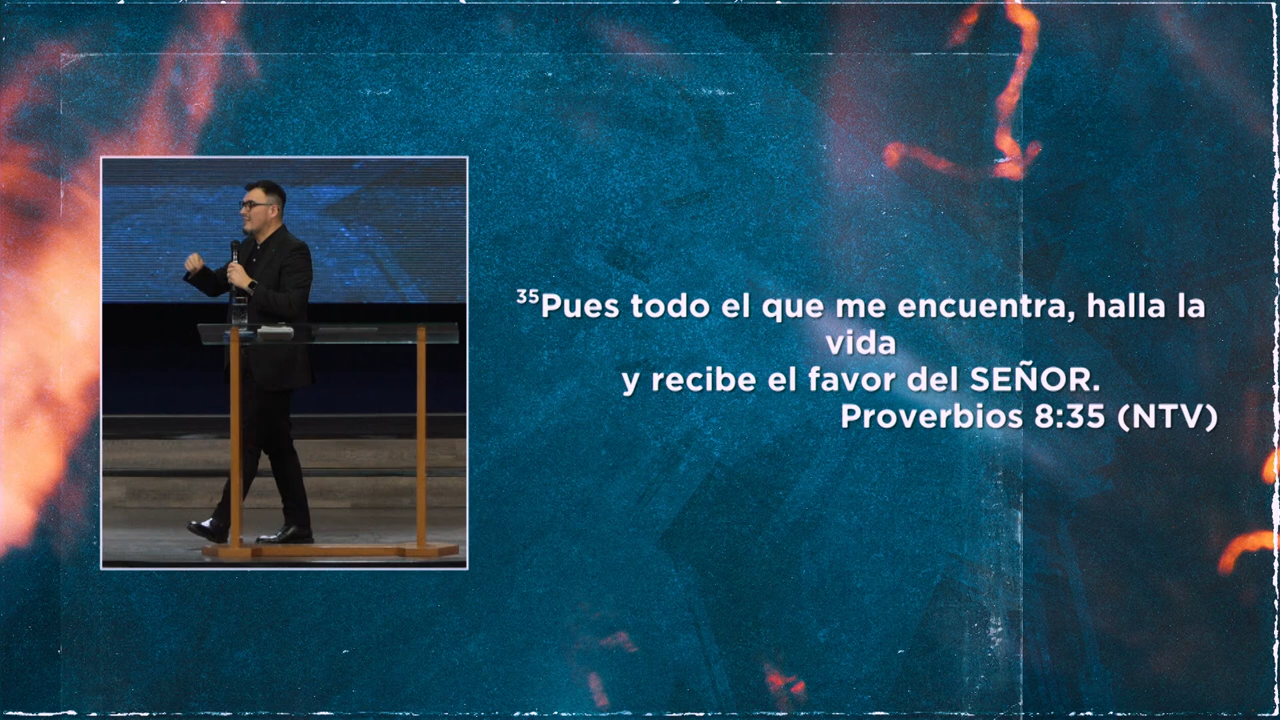 ³⁵Pues todo el que me encuentra, halla la
vida
y recibe el favor del SEÑOR.
Proverbios 8:35 (NTV)